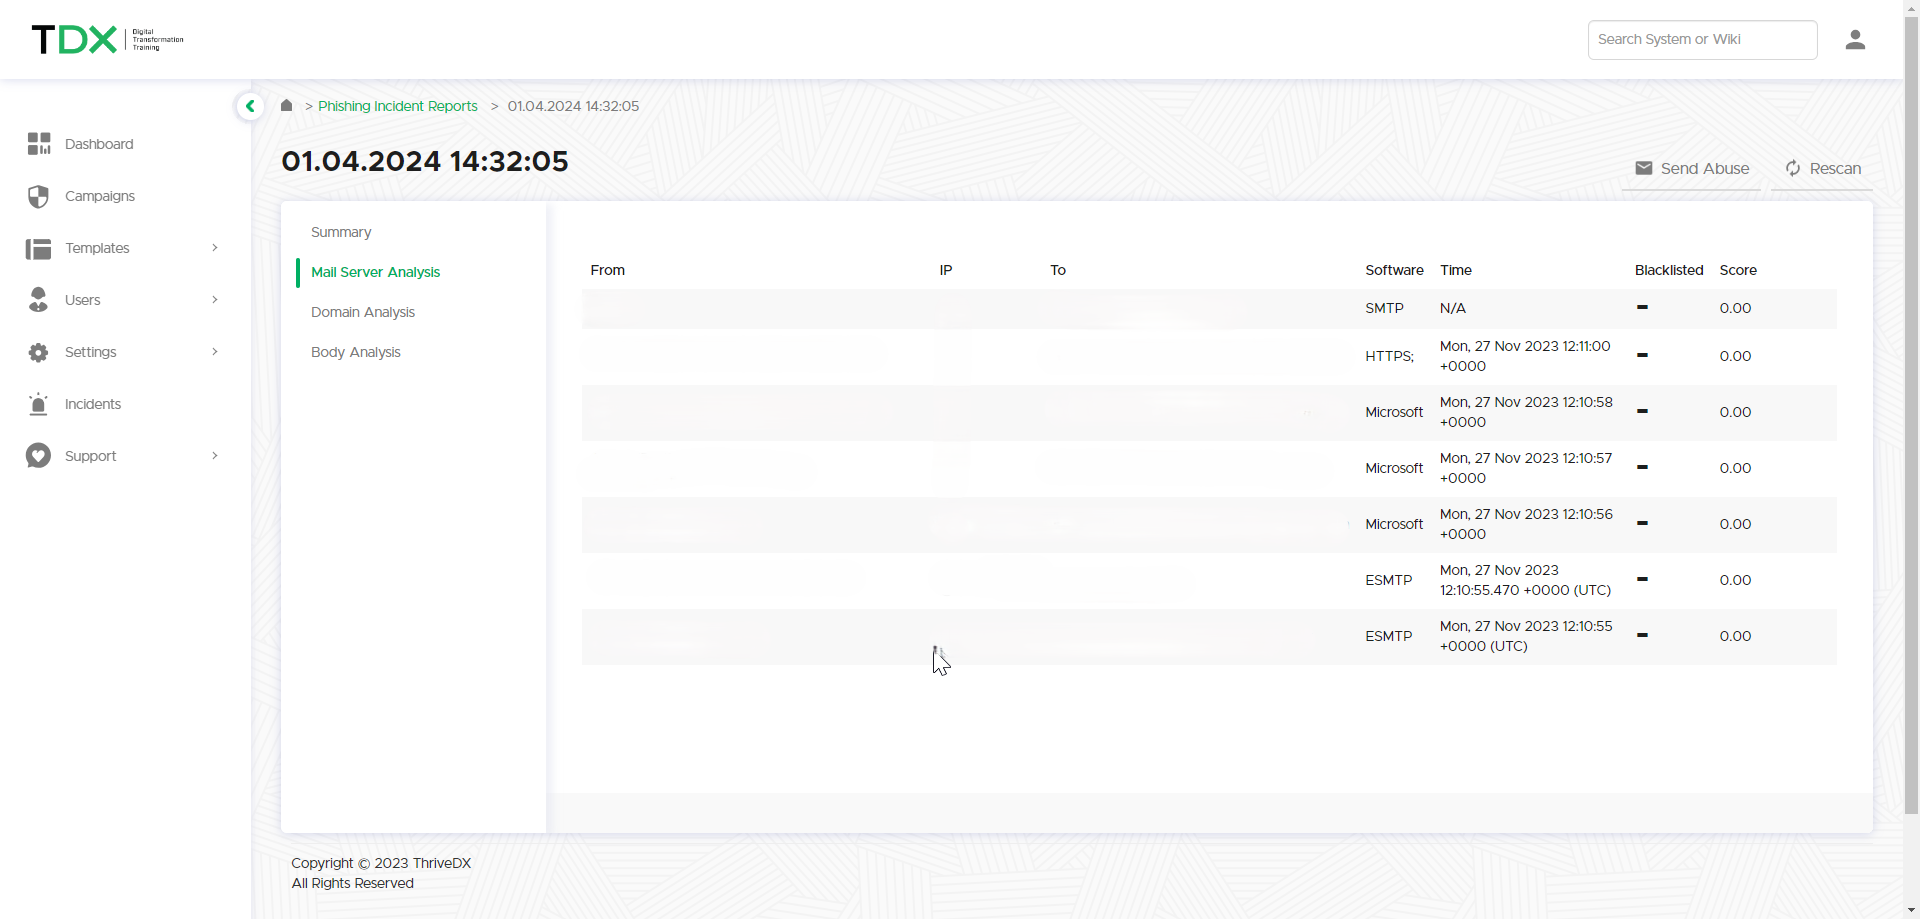 TDX Digital
Transformation
Training
Search System or Wiki
> Phishing Incident Reports > 01.04.2024 14:32:05
Dashboard
Campaigns
Templates
Users
Settings
Incidents
Support
01.04.2024 14:32:05
Send Abuse
Rescan
Summary
Mail Server Analysis
Domain Analysis
Body Analysis
From IP To Software Time Blacklisted Score
SMTP N/A - 0.00
HTTPS; Mon, 27 Nov 2023 12:11:00 - 0.00
+0000
Microsoft Mon, 27 Nov 2023 12:10:58 - 0.00
+0000
Microsoft Mon, 27 Nov 2023 12:10:57 - 0.00
+0000
Microsoft Mon, 27 Nov 2023 12:10:56 - 0.00
+0000
ESMTP Mon, 27 Nov 2023 - 0.00
12:10:55.470 +0000 (UTC)
ESMTP Mon, 27 Nov 2023 12:10:55 - 0.00
+0000 (UTC)
Copyright © 2023 ThriveDX
All Rights Reserved